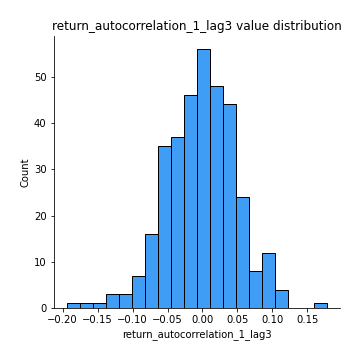 return_autocorrelation_1_lag3 value distribution
50
40
30
20
10
0
Count
−0.20 −0.15 −0.10 −0.05 0.00 0.05 0.10 0.15
return_autocorrelation_1_lag3